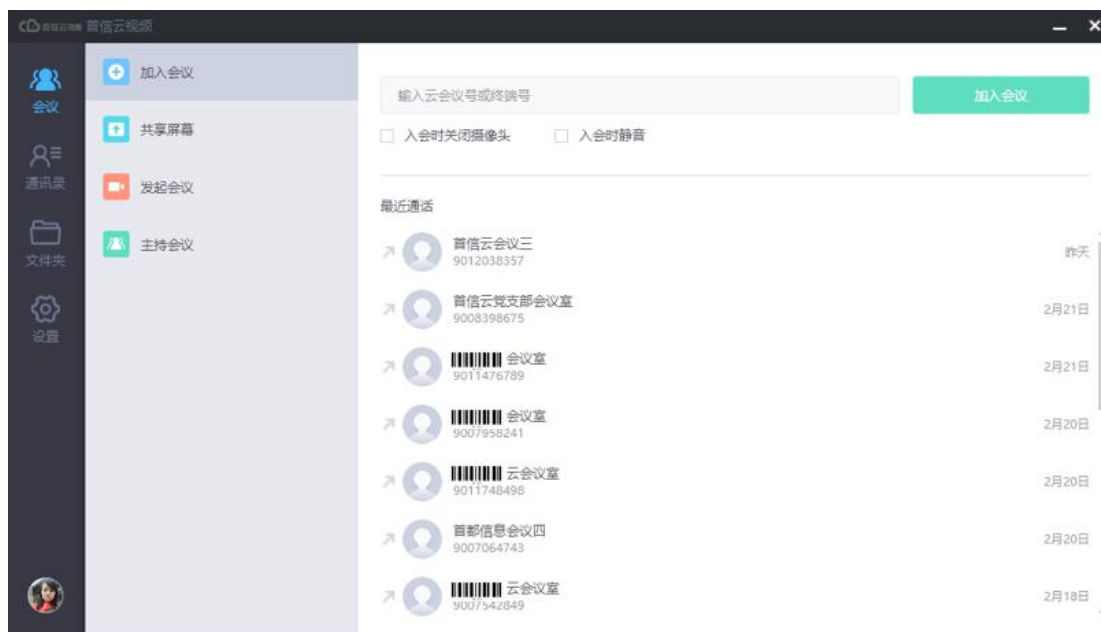 首信云视频
会议
通讯录
文件夹
设置
加入会议
共享屏幕
发起会议
主持会议
输入云会议号或终端号
加入会议
入会时关闭摄像头
入会时静音
最近通话
首信云会议三
9012038357
昨天
首信云党支部会议室
9008398675
2月21日
会议室
9011476789
2月21日
会议室
9007958241
2月20日
云会议室
9011748498
2月20日
首都信息会议四
9007064743
2月20日
云会议室
9007542849
2月18日